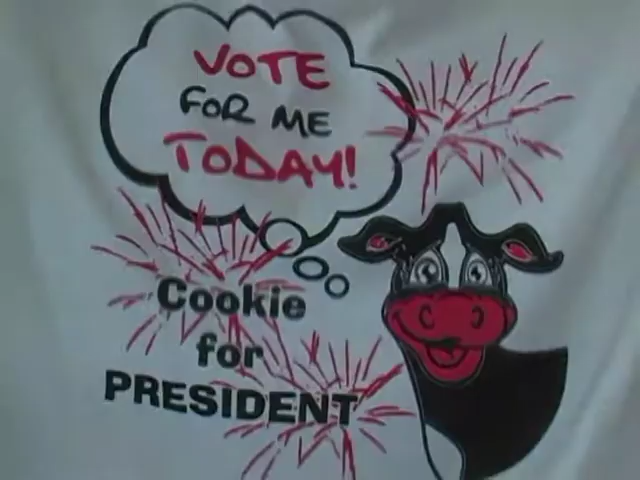 VOTE
FOR ME
TODAY!
Cookie
for
PRESIDENT